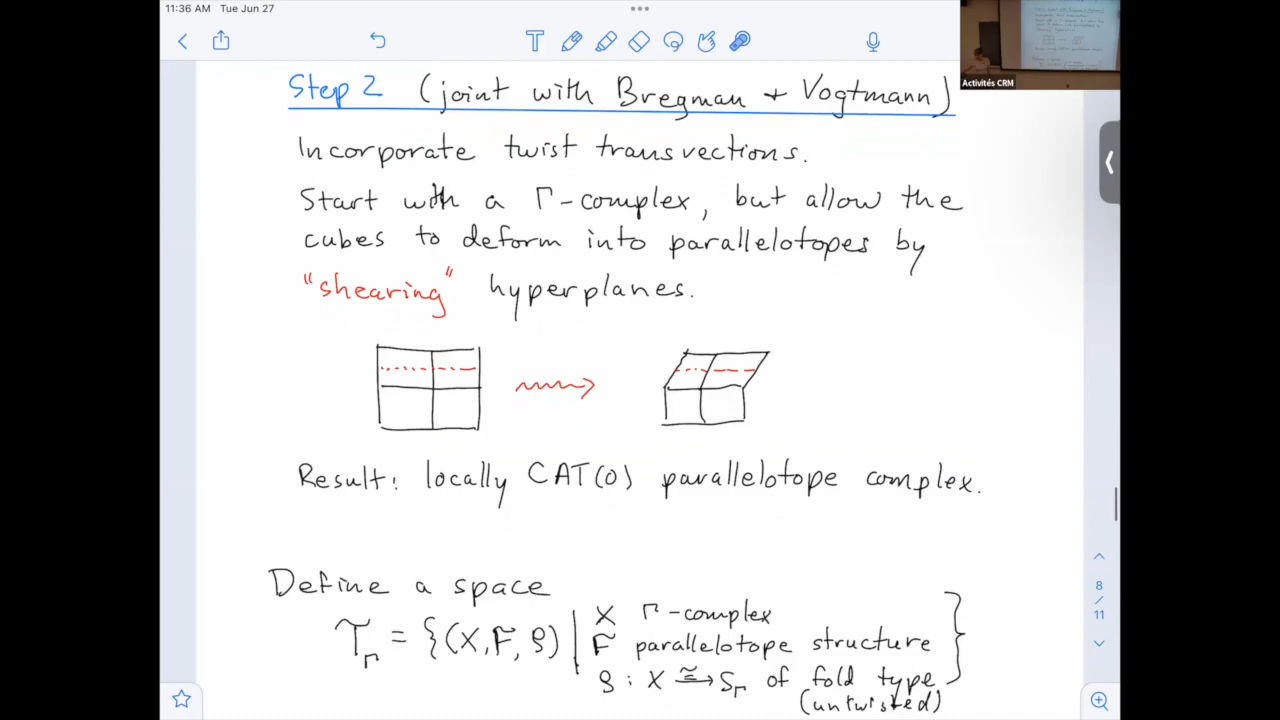 11:36 AM Tue Jun 27
Activités CRM
Step 2 (joint with Bregman + Vogtmann)
Incorporate twist transvections.
Start with a Γ-complex, but allow the
cubes to deform into parallelotopes by
"shearing" hyperplanes.
Result: locally CAT(0) parallelotope complex.
Define a space
𝒯_Γ = {(X, F, ρ) | X Γ-complex
F parallelotope structure
ρ : X ≃→ S_Γ of fold type }
(untwisted)
8
/
11